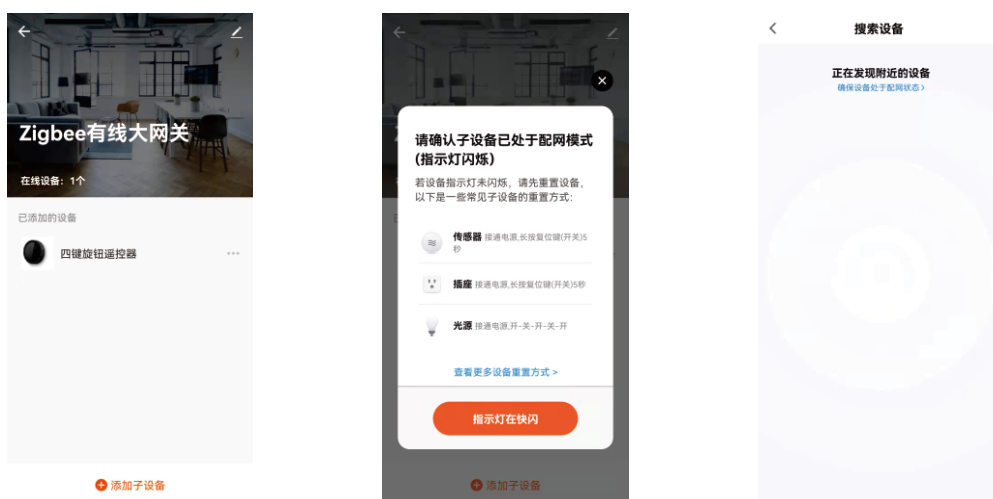 Zigbee有线大网关
在线设备：1个
已添加的设备
四键旋钮遥控器
添加子设备
请确认子设备已处于配网模式
(指示灯闪烁)
若设备指示灯未闪烁，请先重置设备，
以下是一些常见子设备的重置方式：
传感器 接通电源,长按复位键(开关)5
秒
插座 接通电源,长按复位键(开关)5秒
光源 接通电源,开-关-开-关-开
查看更多设备重置方式 >
指示灯在快闪
添加子设备
搜索设备
正在发现附近的设备
确保设备处于配网状态 >